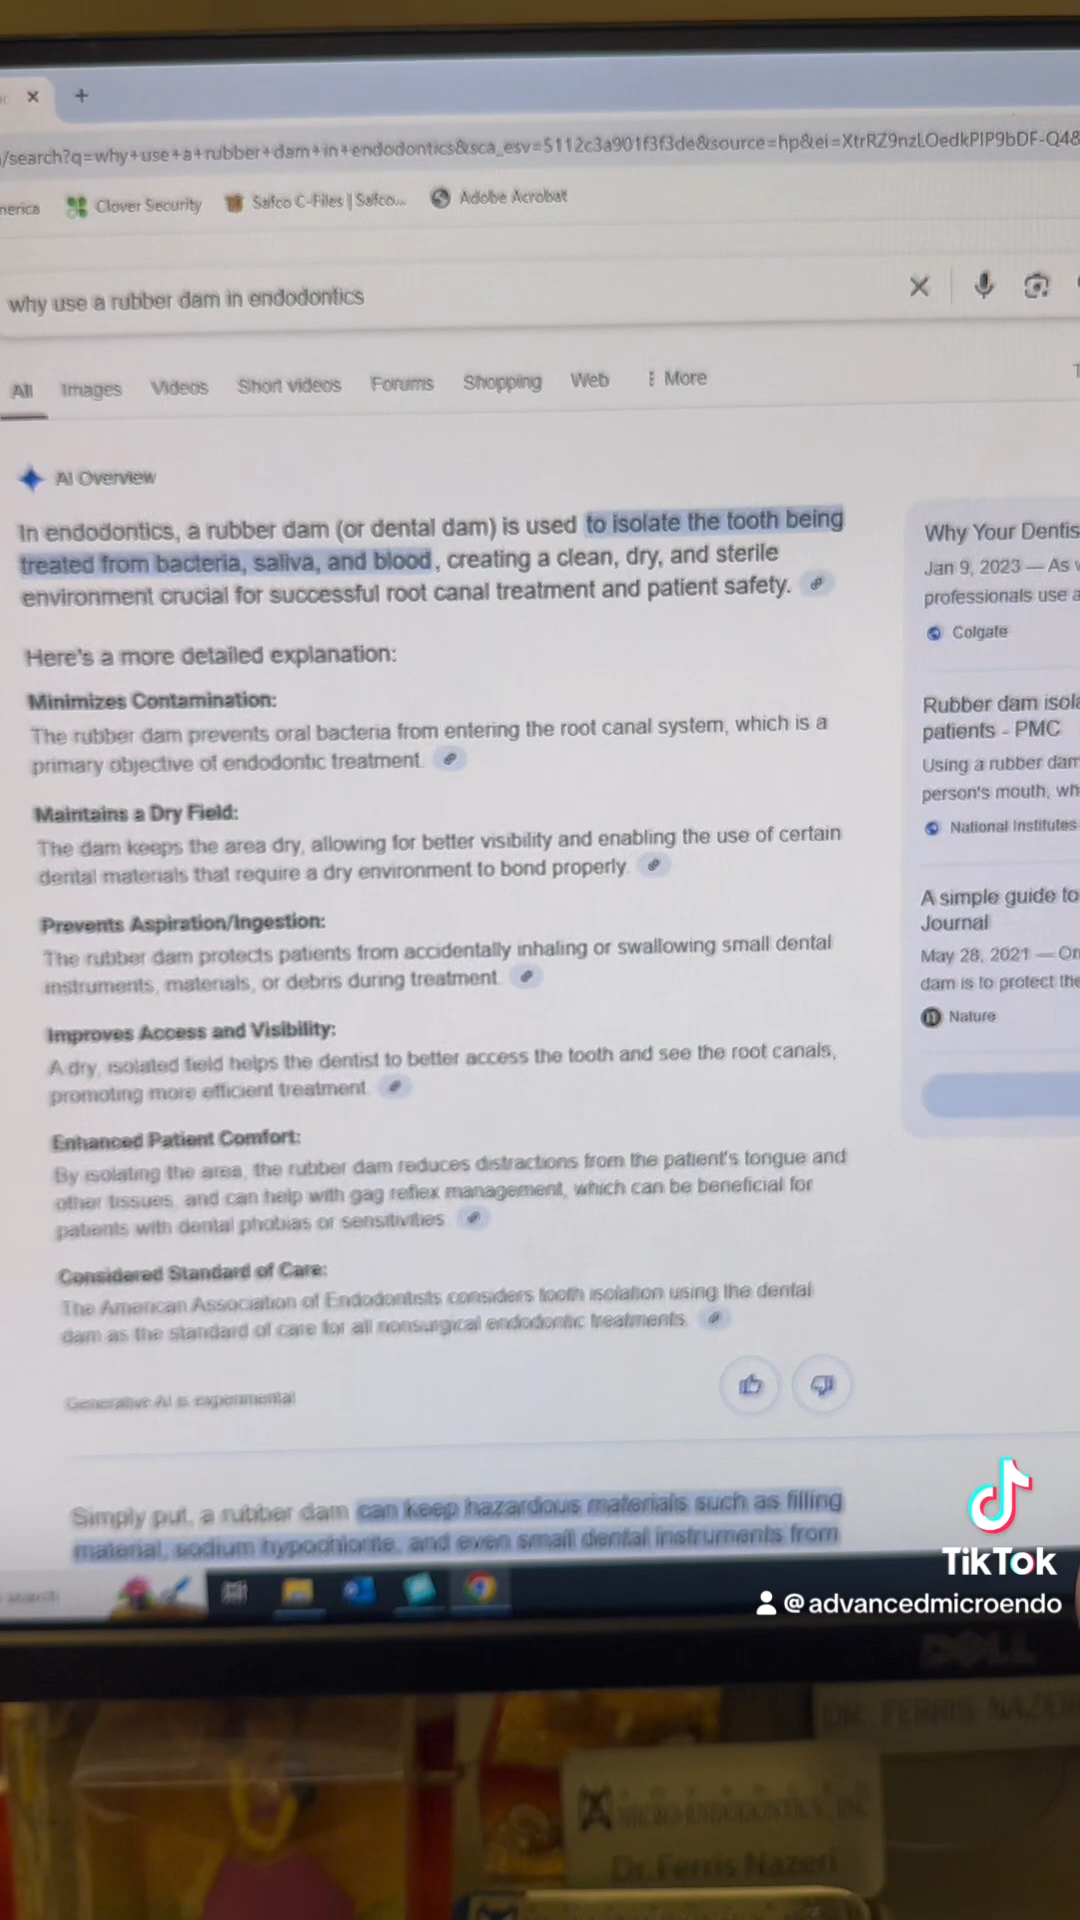 /search?q=why+use+a+rubber+dam+in+endodontics&sca_esv=5112c3a901f3f3de&source=hp&ei=XtrRZ9nzLOedkPIP9bDF-Q48
nerica Clover Security Safco C-Files | Safco... Adobe Acrobat
why use a rubber dam in endodontics
All Images Videos Short videos Forums Shopping Web More
AI Overview
In endodontics, a rubber dam (or dental dam) is used to isolate the tooth being
treated from bacteria, saliva, and blood, creating a clean, dry, and sterile
environment crucial for successful root canal treatment and patient safety.
Here's a more detailed explanation:
Minimizes Contamination:
The rubber dam prevents oral bacteria from entering the root canal system, which is a
primary objective of endodontic treatment.
Maintains a Dry Field:
The dam keeps the area dry, allowing for better visibility and enabling the use of certain
dental materials that require a dry environment to bond properly.
Prevents Aspiration/Ingestion:
The rubber dam protects patients from accidentally inhaling or swallowing small dental
instruments, materials, or debris during treatment.
Improves Access and Visibility:
A dry, isolated field helps the dentist to better access the tooth and see the root canals,
promoting more efficient treatment.
Enhanced Patient Comfort:
By isolating the area, the rubber dam reduces distractions from the patient's tongue and
other tissues, and can help with gag reflex management, which can be beneficial for
patients with dental phobias or sensitivities.
Considered Standard of Care:
The American Association of Endodontists considers tooth isolation using the dental
dam as the standard of care for all nonsurgical endodontic treatments.
Generative AI is experimental
Simply put, a rubber dam can keep hazardous materials such as filling
material, sodium hypochlorite, and even small dental instruments from
Why Your Dentis
Jan 9, 2023 — As
professionals use a
Colgate
Rubber dam isola
patients - PMC
Using a rubber dam
person's mouth, wh
National Institutes
A simple guide to
Journal
May 28, 2021 — On
dam is to protect the
Nature
TikTok
@advancedmicroendo
DELL
DR. FERRIS NAZERI
MICRO-ENDODONTICS, INC
Dr. Ferris Nazeri